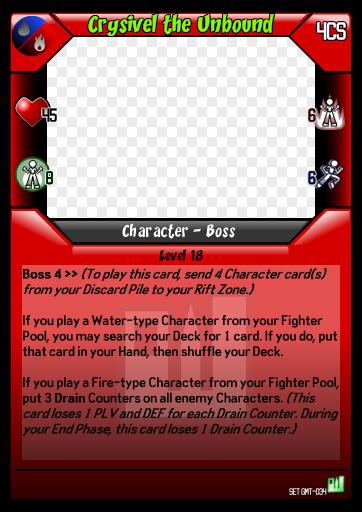 Crysivel the Unbound
4CS
45
6
8
6
Character - Boss
Level 18
Boss 4 >> (To play this card, send 4 Character card(s)
from your Discard Pile to your Rift Zone.)
If you play a Water-type Character from your Fighter
Pool, you may search your Deck for 1 card. If you do, put
that card in your Hand, then shuffle your Deck.
If you play a Fire-type Character from your Fighter Pool,
put 3 Drain Counters on all enemy Characters. (This
card loses 1 PLV and DEF for each Drain Counter. During
your End Phase, this card loses 1 Drain Counter.)
SET GMT-034